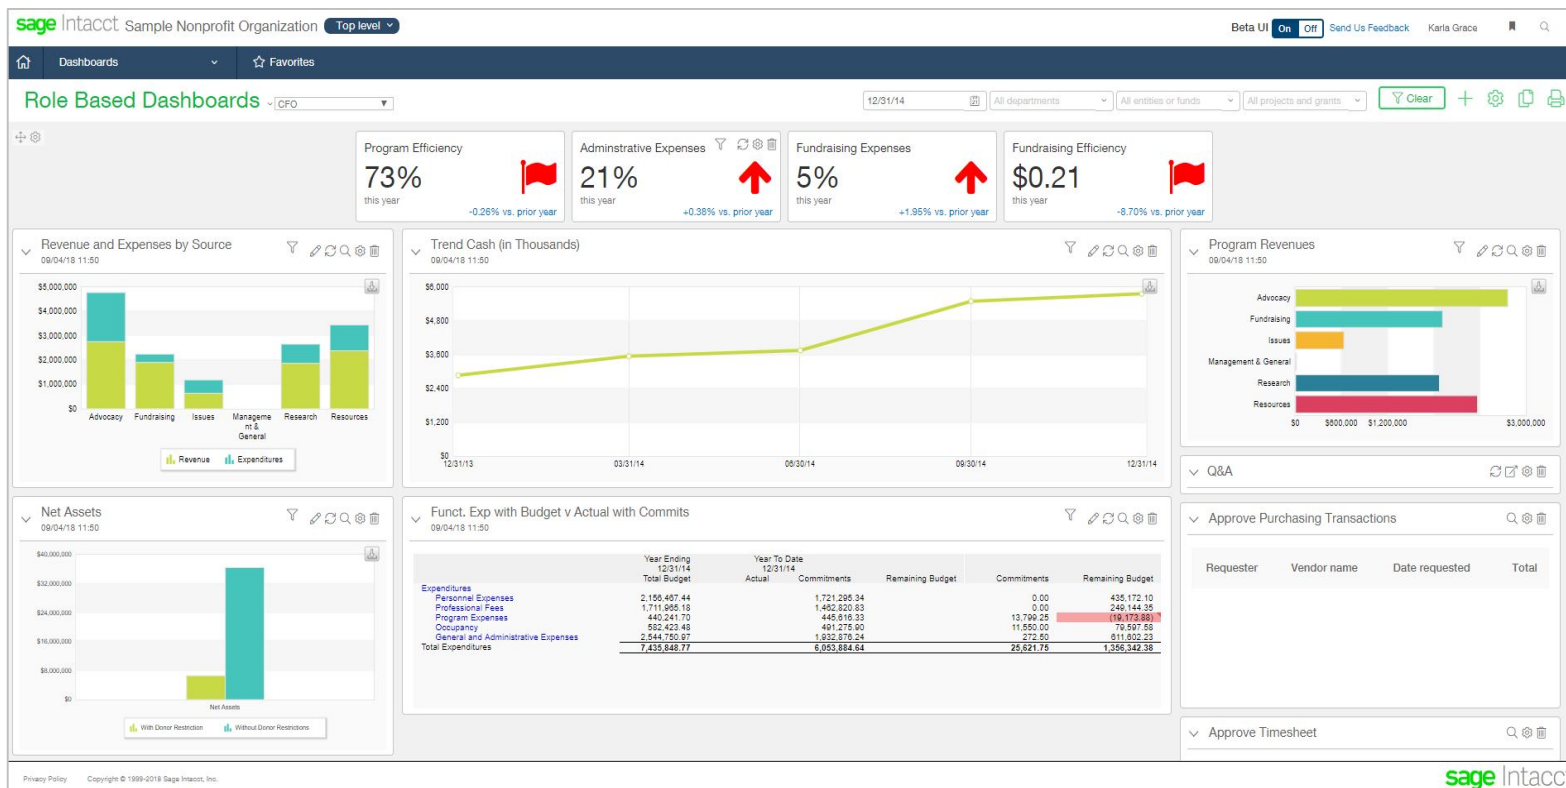 sage Intacct Sample Nonprofit Organization Top level
Beta UI On Off Send Us Feedback Karla Grace
Dashboards Favorites
Role Based Dashboards CFO 12/31/14 All departments All entities or funds All projects and grants Clear
Program Efficiency
73%
this year
-0.26% vs. prior year
Adminstrative Expenses
21%
this year
+0.38% vs. prior year
Fundraising Expenses
5%
this year
+1.95% vs. prior year
Fundraising Efficiency
$0.21
this year
-8.70% vs. prior year
Revenue and Expenses by Source
09/04/18 11:50
$5,000,000
$4,000,000
$3,000,000
$2,000,000
$1,000,000
$0
Advocacy Fundraising Issues Manageme Research Resources
nt &
General
Revenue Expenditures
Trend Cash (in Thousands)
09/04/18 11:50
$6,000
$4,800
$3,600
$2,400
$1,200
$0
12/31/13 03/31/14 06/30/14 09/30/14 12/31/14
Program Revenues
09/04/18 11:50
Advocacy
Fundraising
Issues
Management & General
Research
Resources
$0 $600,000 $1,200,000 $3,000,000
Q&A
Net Assets
09/04/18 11:50
$40,000,000
$32,000,000
$24,000,000
$16,000,000
$8,000,000
$0
Net Assets
With Donor Restriction Without Donor Restrictions
Funct. Exp with Budget v Actual with Commits
09/04/18 11:50
Year Ending Year To Date
12/31/14 12/31/14
Total Budget Actual Commitments Remaining Budget Commitments Remaining Budget
Expenditures
Personnel Expenses 2,156,467.44 1,721,295.34 0.00 435,172.10
Professional Fees 1,711,965.18 1,462,820.83 0.00 249,144.35
Program Expenses 440,241.70 445,616.33 13,799.25 (19,173.88)
Occupancy 582,423.48 491,275.90 11,550.00 79,597.58
General and Administrative Expenses 2,544,750.97 1,932,876.24 272.50 611,602.23
Total Expenditures 7,435,848.77 6,053,884.64 25,621.75 1,356,342.38
Approve Purchasing Transactions
Requester Vendor name Date requested Total
Approve Timesheet
Privacy Policy Copyright © 1999-2018 Sage Intacct, Inc.
sage Intacc